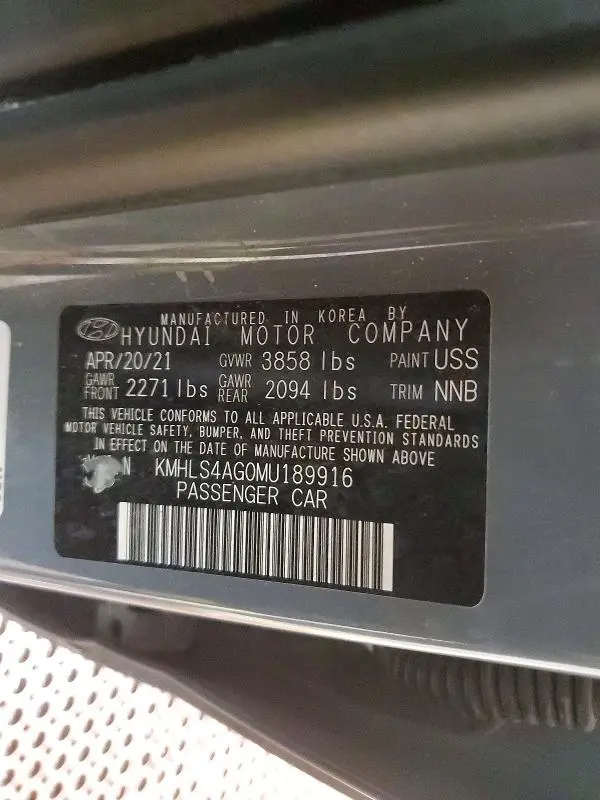 MANUFACTURED IN KOREA BY
HYUNDAI MOTOR COMPANY
APR/20/21 GVWR 3858 lbs PAINT USS
GAWR FRONT 2271 lbs GAWR REAR 2094 lbs TRIM NNB
THIS VEHICLE CONFORMS TO ALL APPLICABLE U.S.A. FEDERAL
MOTOR VEHICLE SAFETY, BUMPER, AND THEFT PREVENTION STANDARDS
IN EFFECT ON THE DATE OF MANUFACTURE SHOWN ABOVE
KMHLS4AG0MU189916
PASSENGER CAR